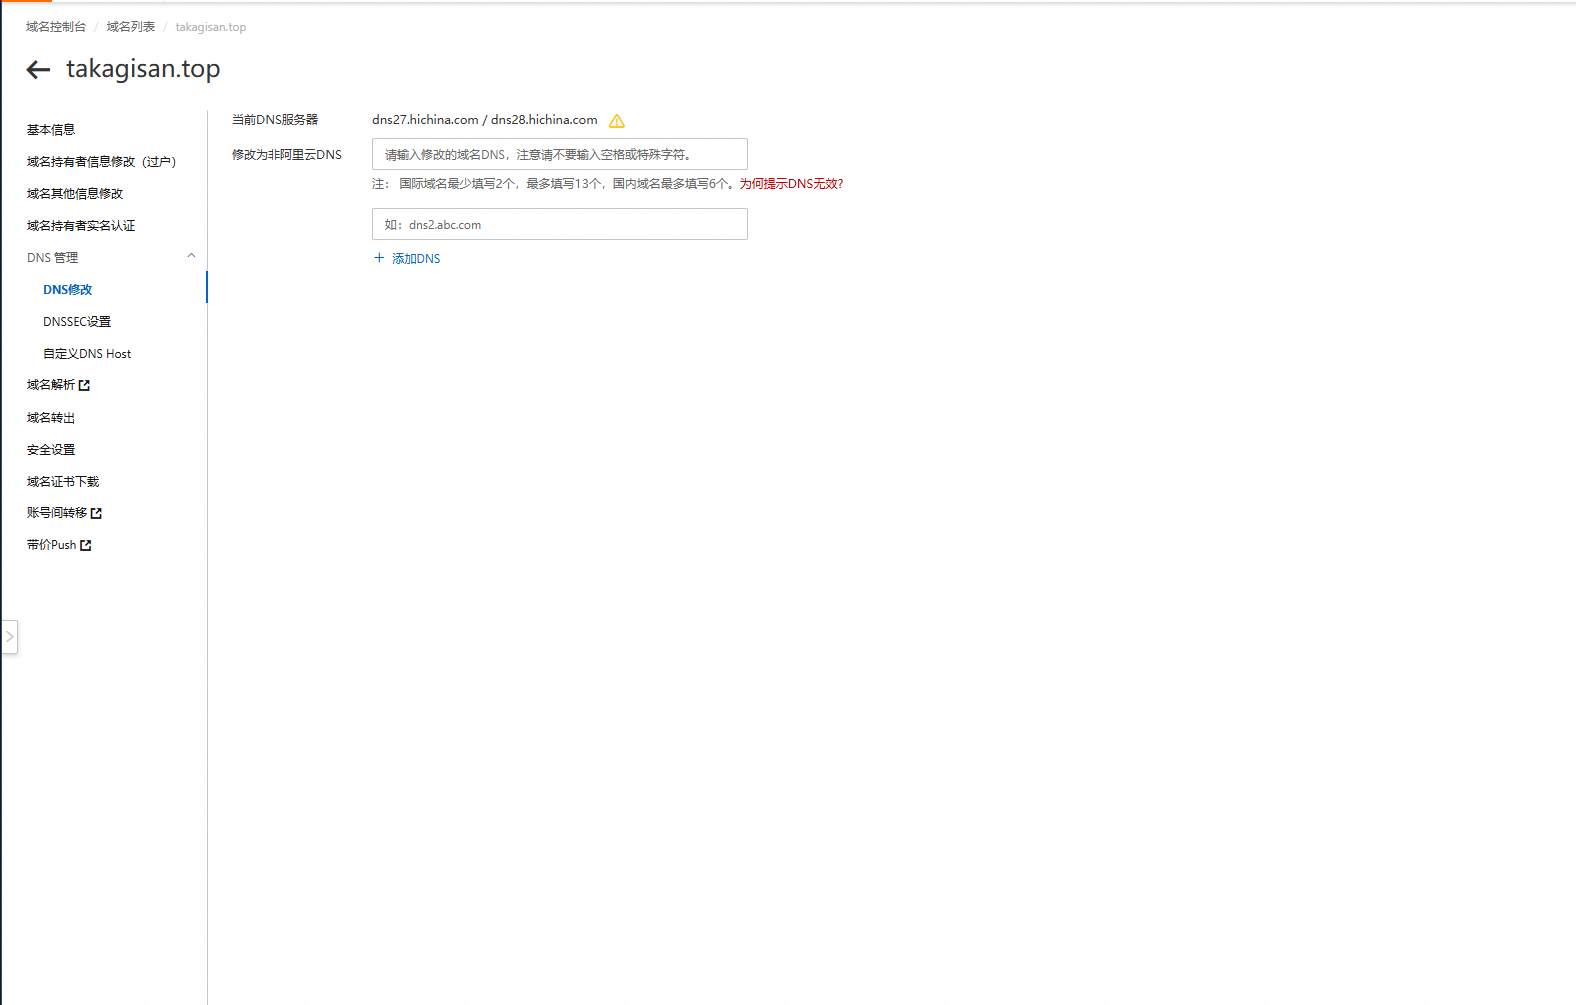 域名控制台 / 域名列表 / takagisan.top
takagisan.top
基本信息
域名持有者信息修改（过户）
域名其他信息修改
域名持有者实名认证
DNS 管理
DNS修改
DNSSEC设置
自定义DNS Host
域名解析
域名转出
安全设置
域名证书下载
账号间转移
带价Push
当前DNS服务器 dns27.hichina.com / dns28.hichina.com
修改为非阿里云DNS 请输入修改的域名DNS，注意请不要输入空格或特殊字符。
注： 国际域名最少填写2个，最多填写13个，国内域名最多填写6个。为何提示DNS无效?
如：dns2.abc.com
+ 添加DNS